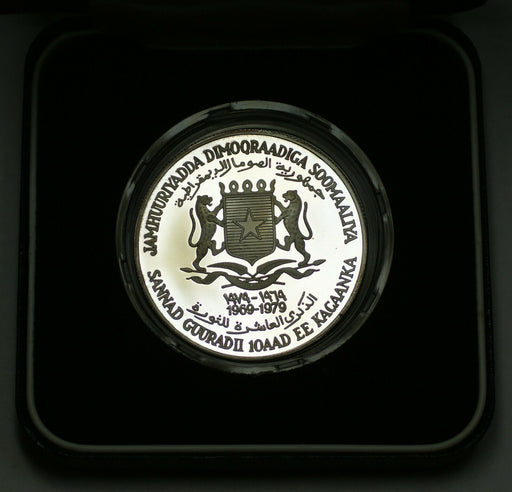 JAMHUURIYADDA DIMOQRAADIGA SOOMAALIYA
جمهورية الصومال الديمقراطية
١٩٧٩ - ١٩٦٩
1969-1979
الذكرى العاشرة للثورة
SANNAD GUURADII 10AAD EE KACAANKA